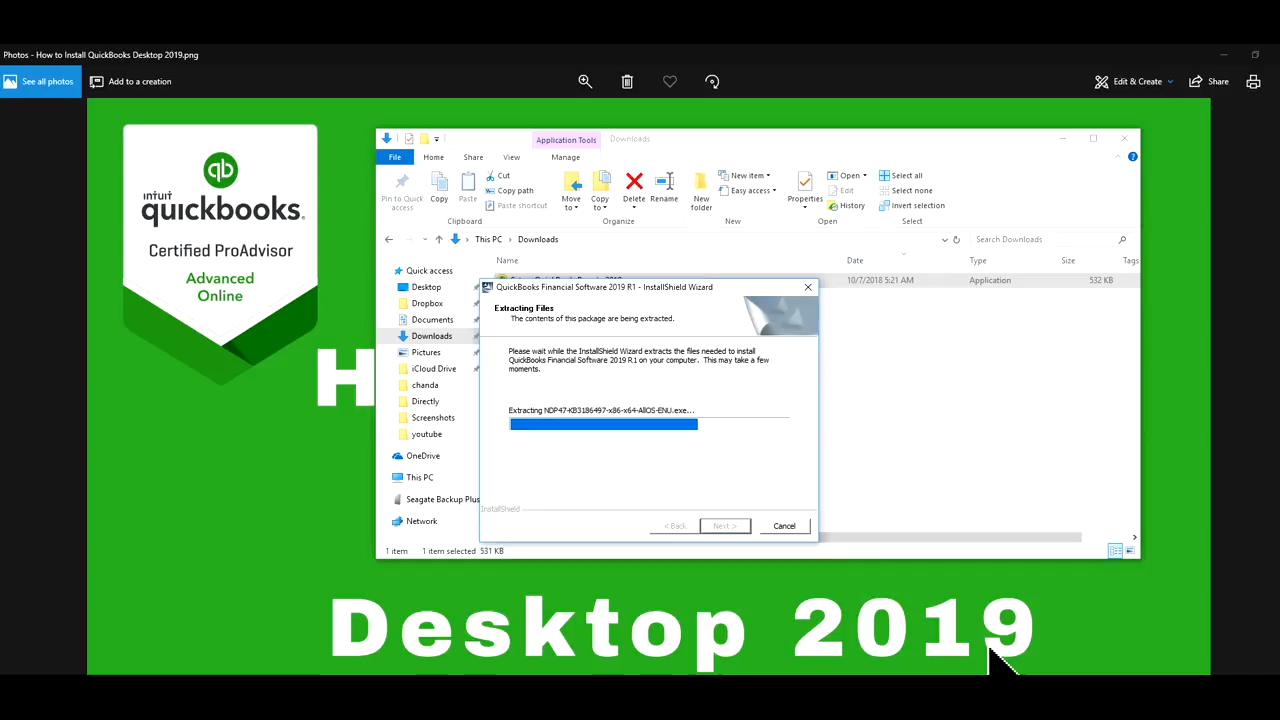 Photos - How to Install QuickBooks Desktop 2019.png
See all photos
Add to a creation
Edit & Create
Share
qb
INTUIT
quickbooks.
Certified ProAdvisor
Advanced
Online
H
Application Tools
Downloads
File
Home
Share
View
Manage
Pin to Quick
access
Copy
Paste
Cut
Copy path
Paste shortcut
Clipboard
Move
to
Copy
to
Delete
Rename
Organize
New
folder
New item
Easy access
New
Properties
Open
Edit
History
Open
Select all
Select none
Invert selection
Select
This PC
Downloads
Search Downloads
Name
Date
Type
Size
Tags
10/7/2018 5:21 AM
Application
532 KB
Quick access
Desktop
Dropbox
Documents
Downloads
Pictures
iCloud Drive
chanda
Directly
Screenshots
youtube
OneDrive
This PC
Seagate Backup Plus
Network
1 item
1 item selected
531 KB
QuickBooks Financial Software 2019 R1 - InstallShield Wizard
Extracting Files
The contents of this package are being extracted.
Please wait while the InstallShield Wizard extracts the files needed to install
QuickBooks Financial Software 2019 R1 on your computer. This may take a few
moments.
Extracting NDP47-KB3186497-x86-x64-AllOS-ENU.exe...
InstallShield
< Back
Next >
Cancel
Desktop 2019